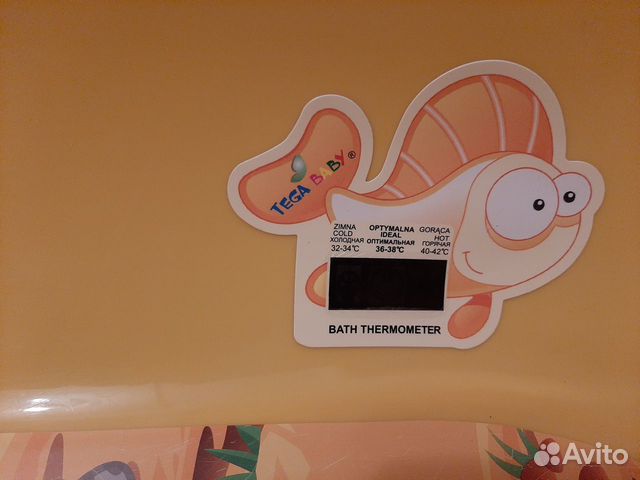 TEGA BABY ®
ZIMNA OPTYMALNA GORĄCA
COLD IDEAL HOT
ХОЛОДНАЯ ОПТИМАЛЬНАЯ ГОРЯЧАЯ
32-34°C 36-38°C 40-42°C
BATH THERMOMETER
Avito